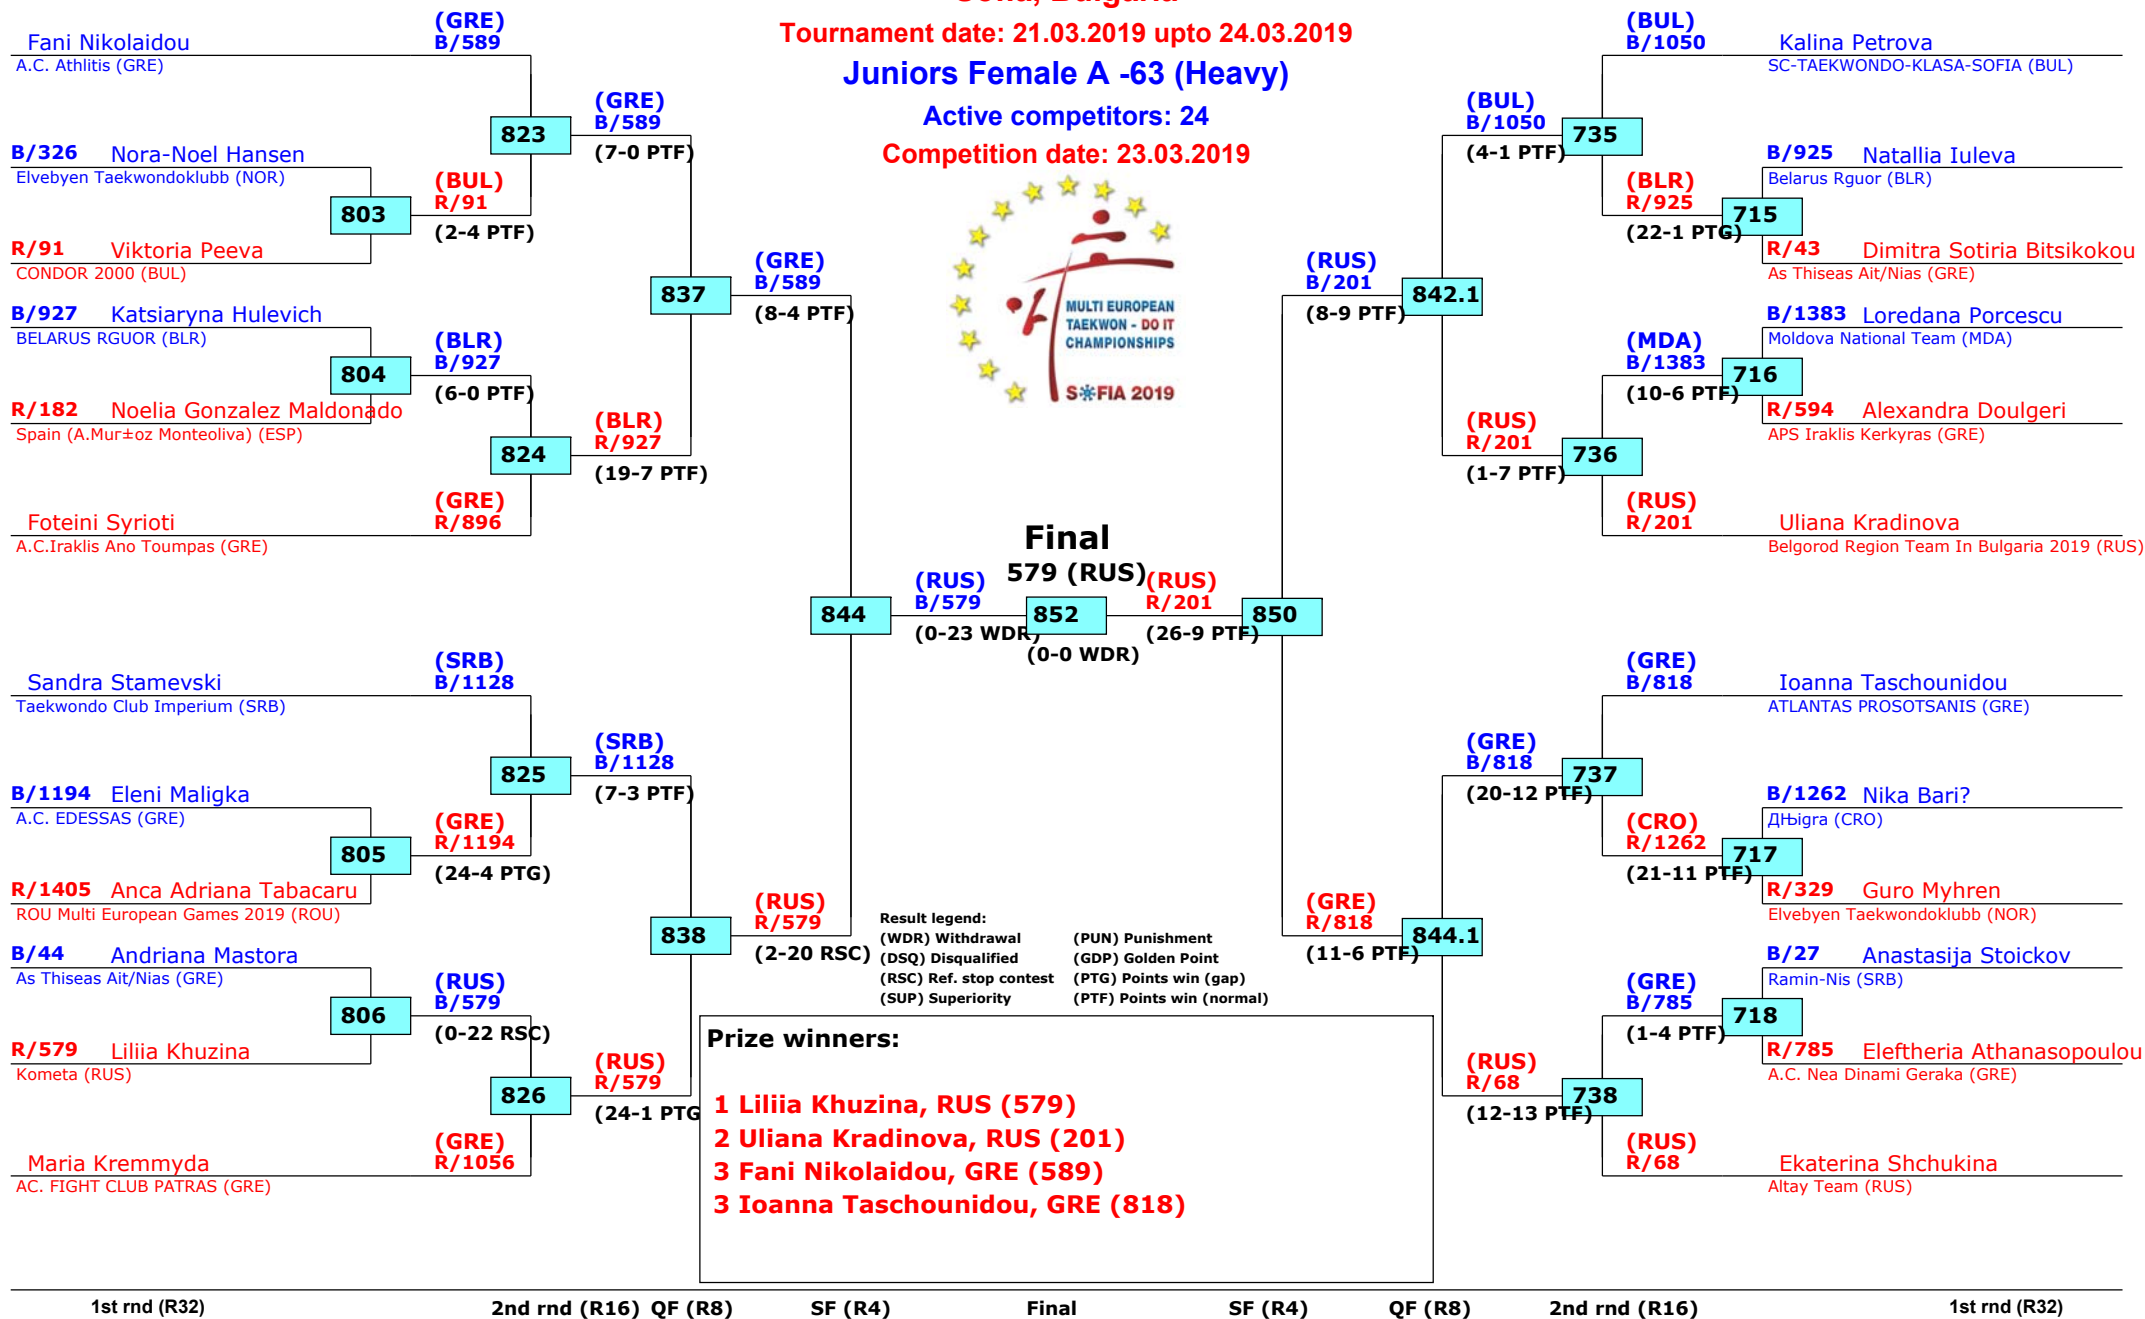 Sofia, Bulgaria
Tournament date: 21.03.2019 upto 24.03.2019
Juniors Female A -63 (Heavy)
Active competitors: 24
Competition date: 23.03.2019
MULTI EUROPEAN
TAEKWON - DO IT
CHAMPIONSHIPS
SOFIA 2019
(GRE)
B/589
Fani Nikolaidou
A.C. Athlitis (GRE)
823
(GRE)
B/589
(7-0 PTF)
B/326 Nora-Noel Hansen
Elvebyen Taekwondoklubb (NOR)
803
(BUL)
R/91
(2-4 PTF)
R/91 Viktoria Peeva
CONDOR 2000 (BUL)
837
(GRE)
B/589
(8-4 PTF)
B/927 Katsiaryna Hulevich
BELARUS RGUOR (BLR)
804
(BLR)
B/927
(6-0 PTF)
R/182 Noelia Gonzalez Maldonado
Spain (A.Mur±oz Monteoliva) (ESP)
824
(BLR)
R/927
(19-7 PTF)
(GRE)
R/896
Foteini Syrioti
A.C.Iraklis Ano Toumpas (GRE)
844
(RUS)
B/579
(0-23 WDR)
Final
579 (RUS)
852
(0-0 WDR)
(RUS)
R/201
(26-9 PTF)
850
(SRB)
B/1128
Sandra Stamevski
Taekwondo Club Imperium (SRB)
825
(SRB)
B/1128
(7-3 PTF)
B/1194 Eleni Maligka
A.C. EDESSAS (GRE)
805
(GRE)
R/1194
(24-4 PTG)
R/1405 Anca Adriana Tabacaru
ROU Multi European Games 2019 (ROU)
838
(RUS)
R/579
(2-20 RSC)
B/44 Andriana Mastora
As Thiseas Ait/Nias (GRE)
806
(RUS)
B/579
(0-22 RSC)
R/579 Liliia Khuzina
Kometa (RUS)
826
(RUS)
R/579
(24-1 PTG
(GRE)
R/1056
Maria Kremmyda
AC. FIGHT CLUB PATRAS (GRE)
(BUL)
B/1050
Kalina Petrova
SC-TAEKWONDO-KLASA-SOFIA (BUL)
(BUL)
B/1050
(4-1 PTF)
735
B/925 Natallia Iuleva
Belarus Rguor (BLR)
(BLR)
R/925
(22-1 PTG)
715
R/43 Dimitra Sotiria Bitsikokou
As Thiseas Ait/Nias (GRE)
(RUS)
B/201
(8-9 PTF)
842.1
B/1383 Loredana Porcescu
Moldova National Team (MDA)
(MDA)
B/1383
(10-6 PTF)
716
R/594 Alexandra Doulgeri
APS Iraklis Kerkyras (GRE)
(RUS)
R/201
(1-7 PTF)
736
(RUS)
R/201
Uliana Kradinova
Belgorod Region Team In Bulgaria 2019 (RUS)
(GRE)
B/818
Ioanna Taschounidou
ATLANTAS PROSOTSANIS (GRE)
(GRE)
B/818
(20-12 PTF)
737
B/1262 Nika Bari?
ДЊigra (CRO)
(CRO)
R/1262
(21-11 PTF)
717
R/329 Guro Myhren
Elvebyen Taekwondoklubb (NOR)
(GRE)
R/818
(11-6 PTF)
844.1
B/27 Anastasija Stoickov
Ramin-Nis (SRB)
(GRE)
B/785
(1-4 PTF)
718
R/785 Eleftheria Athanasopoulou
A.C. Nea Dinami Geraka (GRE)
(RUS)
R/68
(12-13 PTF)
738
(RUS)
R/68
Ekaterina Shchukina
Altay Team (RUS)
Result legend:
(WDR) Withdrawal (PUN) Punishment
(DSQ) Disqualified (GDP) Golden Point
(RSC) Ref. stop contest (PTG) Points win (gap)
(SUP) Superiority (PTF) Points win (normal)
Prize winners:
1 Liliia Khuzina, RUS (579)
2 Uliana Kradinova, RUS (201)
3 Fani Nikolaidou, GRE (589)
3 Ioanna Taschounidou, GRE (818)
1st rnd (R32) 2nd rnd (R16) QF (R8) SF (R4) Final SF (R4) QF (R8) 2nd rnd (R16) 1st rnd (R32)